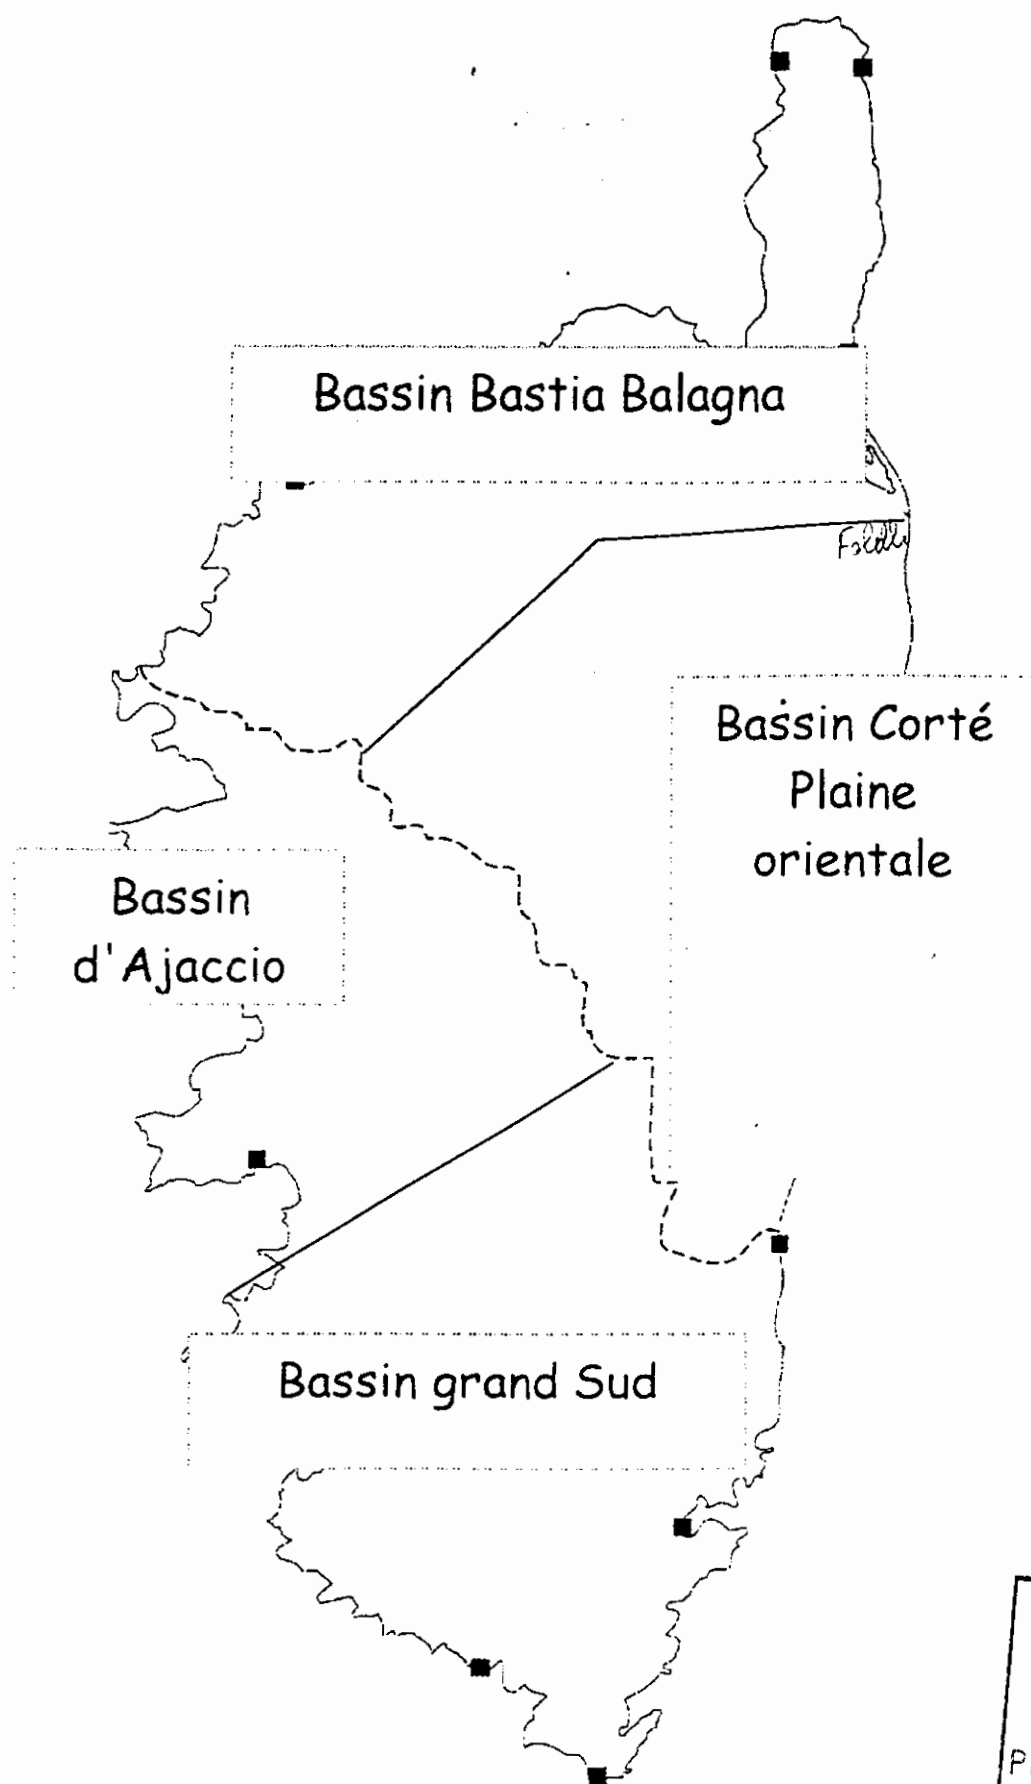 Bassin Bastia Balagna
Bassin Corté
Plaine
orientale
Bassin
d'Ajaccio
Bassin grand Sud
P